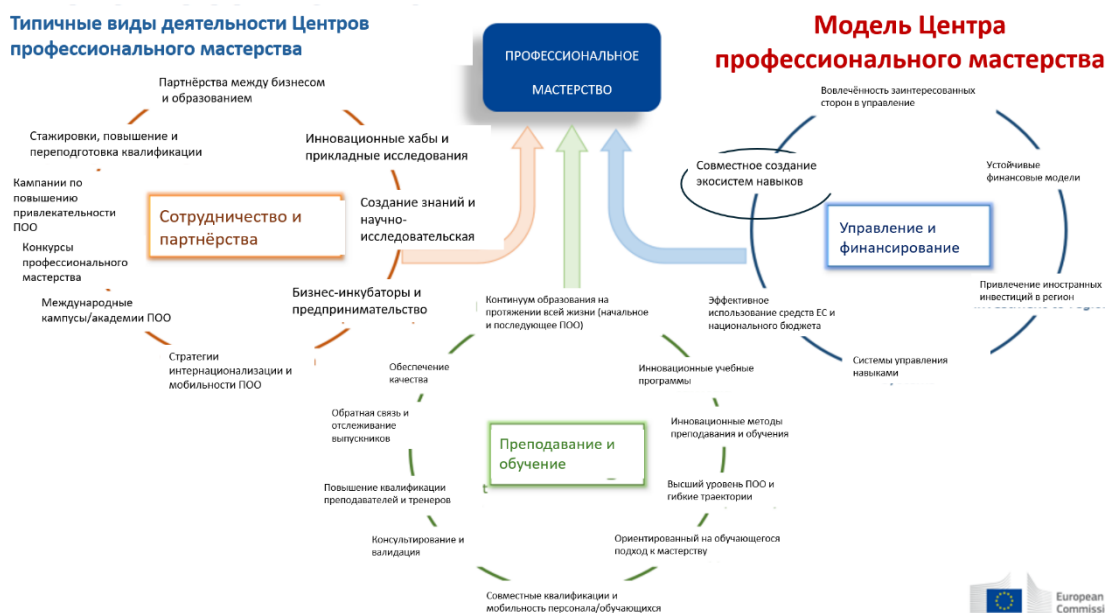 Типичные виды деятельности Центров
профессионального мастерства
ПРОФЕССИОНАЛЬНОЕ
МАСТЕРСТВО
Модель Центра
профессионального мастерства
Партнёрства между бизнесом
и образованием
Стажировки, повышение и
переподготовка квалификации
Кампании по
повышению
привлекательности
ПОО
Конкурсы
профессионального
мастерства
Международные
кампусы/академии ПОО
Стратегии
интернационализации и
мобильности ПОО
Инновационные хабы и
прикладные исследования
Создание знаний и
научно-
исследовательская
Бизнес-инкубаторы и
предпринимательство
Сотрудничество и
партнёрства
Вовлечённость заинтересованных
сторон в управление
Совместное создание
экосистем навыков
Устойчивые
финансовые модели
Управление и
финансирование
Привлечение иностранных
инвестиций в регион
Эффективное
использование средств ЕС и
национального бюджета
Системы управления
навыками
Континуум образования на
протяжении всей жизни (начальное
и последующее ПОО)
Обеспечение
качества
Инновационные учебные
программы
Обратная связь и
отслеживание
выпускников
Инновационные методы
преподавания и обучения
Преподавание и
обучение
Повышение квалификации
преподавателей и тренеров
Высший уровень ПОО и
гибкие траектории
Консультирование и
валидация
Ориентированный на обучающегося
подход к мастерству
Совместные квалификации и
мобильность персонала/обучающихся
European
Commissi